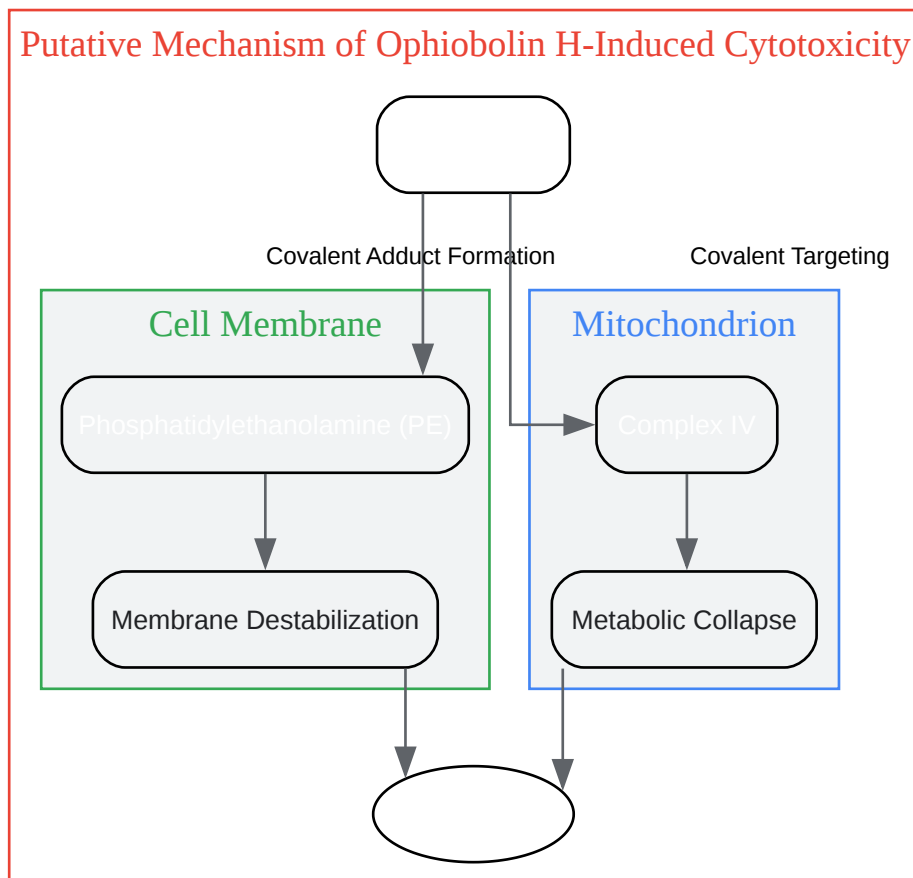 Putative Mechanism of Ophiobolin H-Induced Cytotoxicity
Covalent Adduct Formation
Covalent Targeting
Cell Membrane
Mitochondrion
Phosphatidylethanolamine (PE)
Complex IV
Membrane Destabilization
Metabolic Collapse